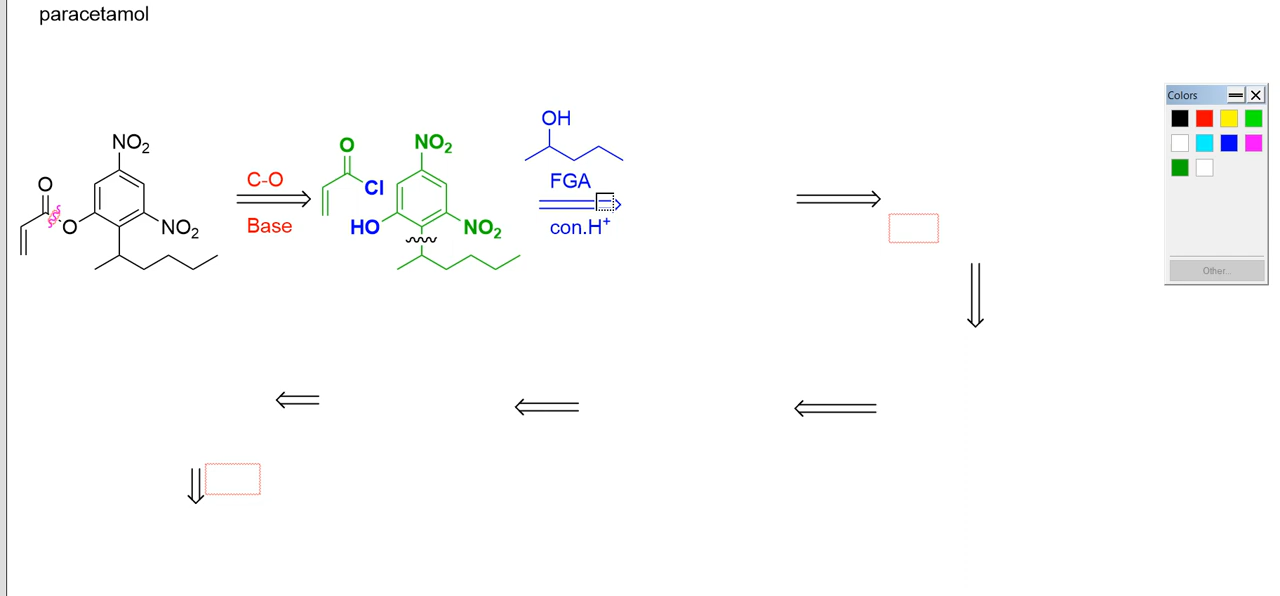 paracetamol
OH
NO2
O
NO2
Colors
C-O
FGA
O
Cl
O
NO2
Base
HO
NO2
con.H+
Other...